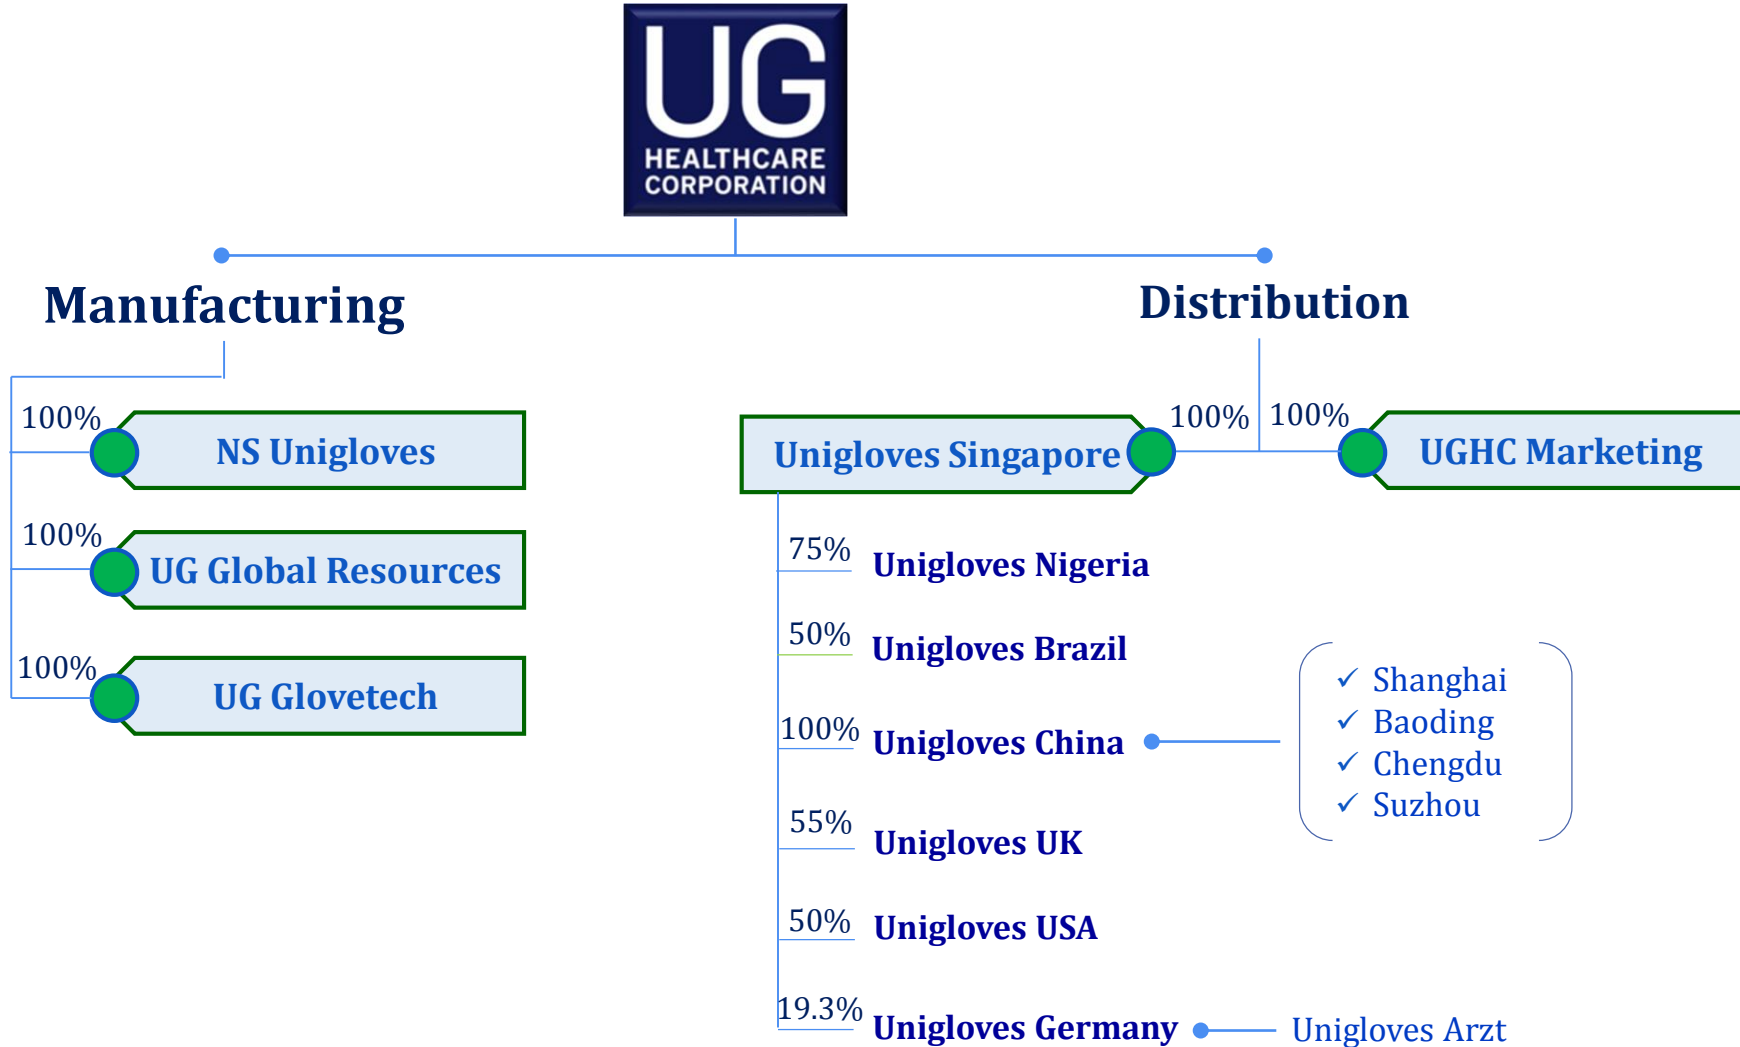 UG
HEALTHCARE
CORPORATION
Manufacturing
100%
NS Unigloves
100%
UG Global Resources
100%
UG Glovetech
Distribution
100%
100%
Unigloves Singapore
UGHC Marketing
75%
Unigloves Nigeria
50%
Unigloves Brazil
100%
Unigloves China
✓ Shanghai
✓ Baoding
✓ Chengdu
✓ Suzhou
55%
Unigloves UK
50%
Unigloves USA
19.3%
Unigloves Germany
Unigloves Arzt